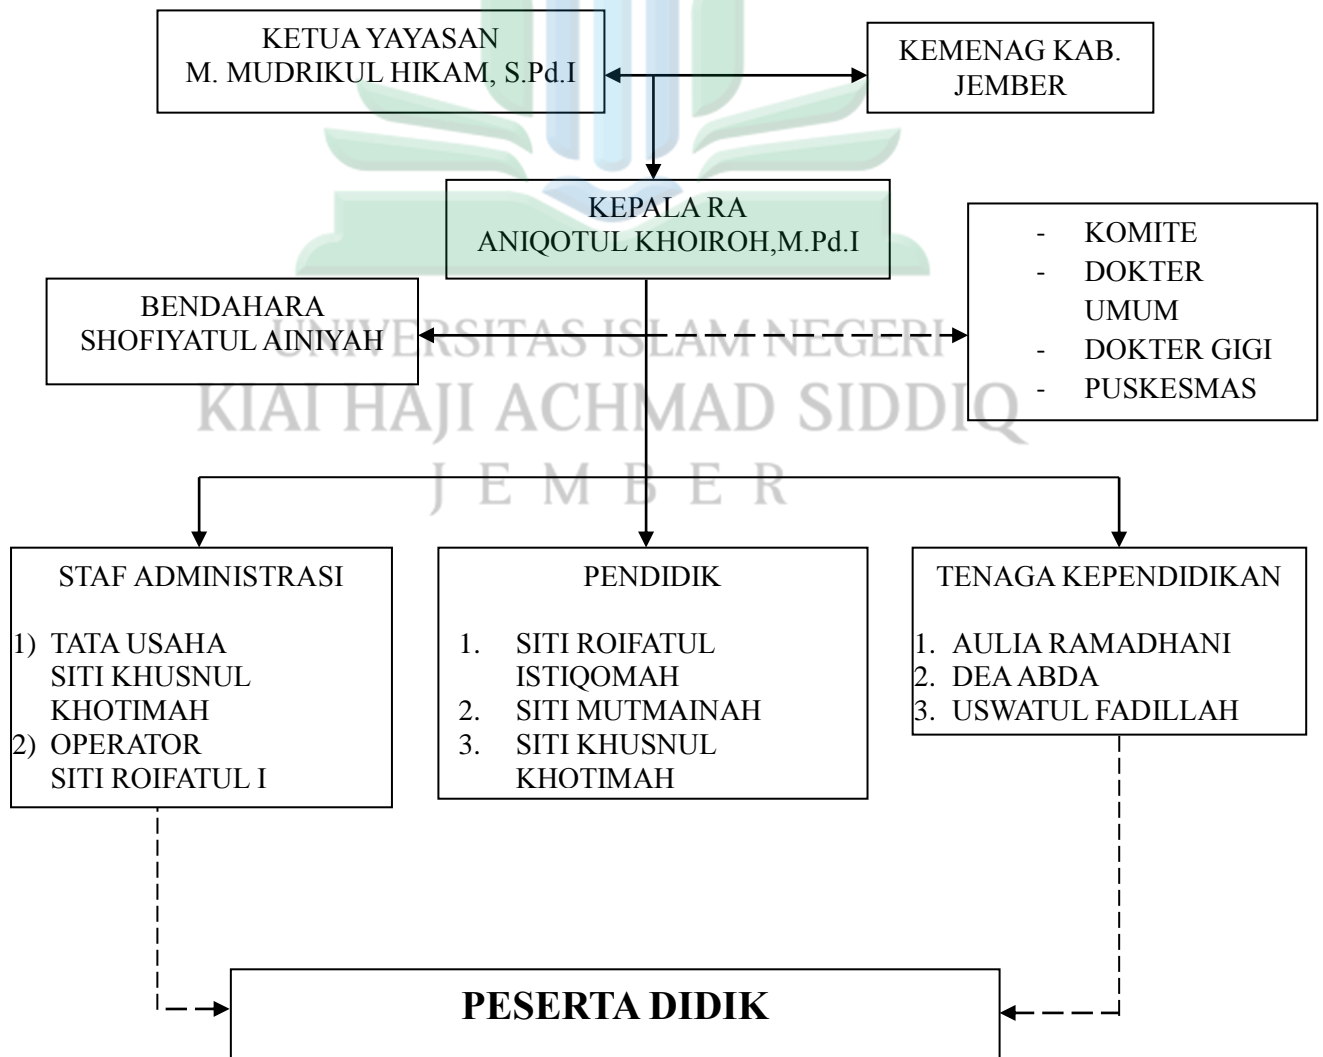 KETUA YAYASAN
M. MUDRIKUL HIKAM, S.Pd.I
KEMENAG KAB.
JEMBER
KEPALA RA
ANIQOTUL KHOIROH,M.Pd.I
- KOMITE
- DOKTER
UMUM
- DOKTER GIGI
- PUSKESMAS
BENDAHARA
SHOFIYATUL AINIYAH
UNIVERSITAS ISLAM NEGERI
KIAI HAJI ACHMAD SIDDIQ
JEMBER
STAF ADMINISTRASI
1) TATA USAHA
SITI KHUSNUL
KHOTIMAH
2) OPERATOR
SITI ROIFATUL I
PENDIDIK
1. SITI ROIFATUL
ISTIQOMAH
2. SITI MUTMAINAH
3. SITI KHUSNUL
KHOTIMAH
TENAGA KEPENDIDIKAN
1. AULIA RAMADHANI
2. DEA ABDA
3. USWATUL FADILLAH
PESERTA DIDIK